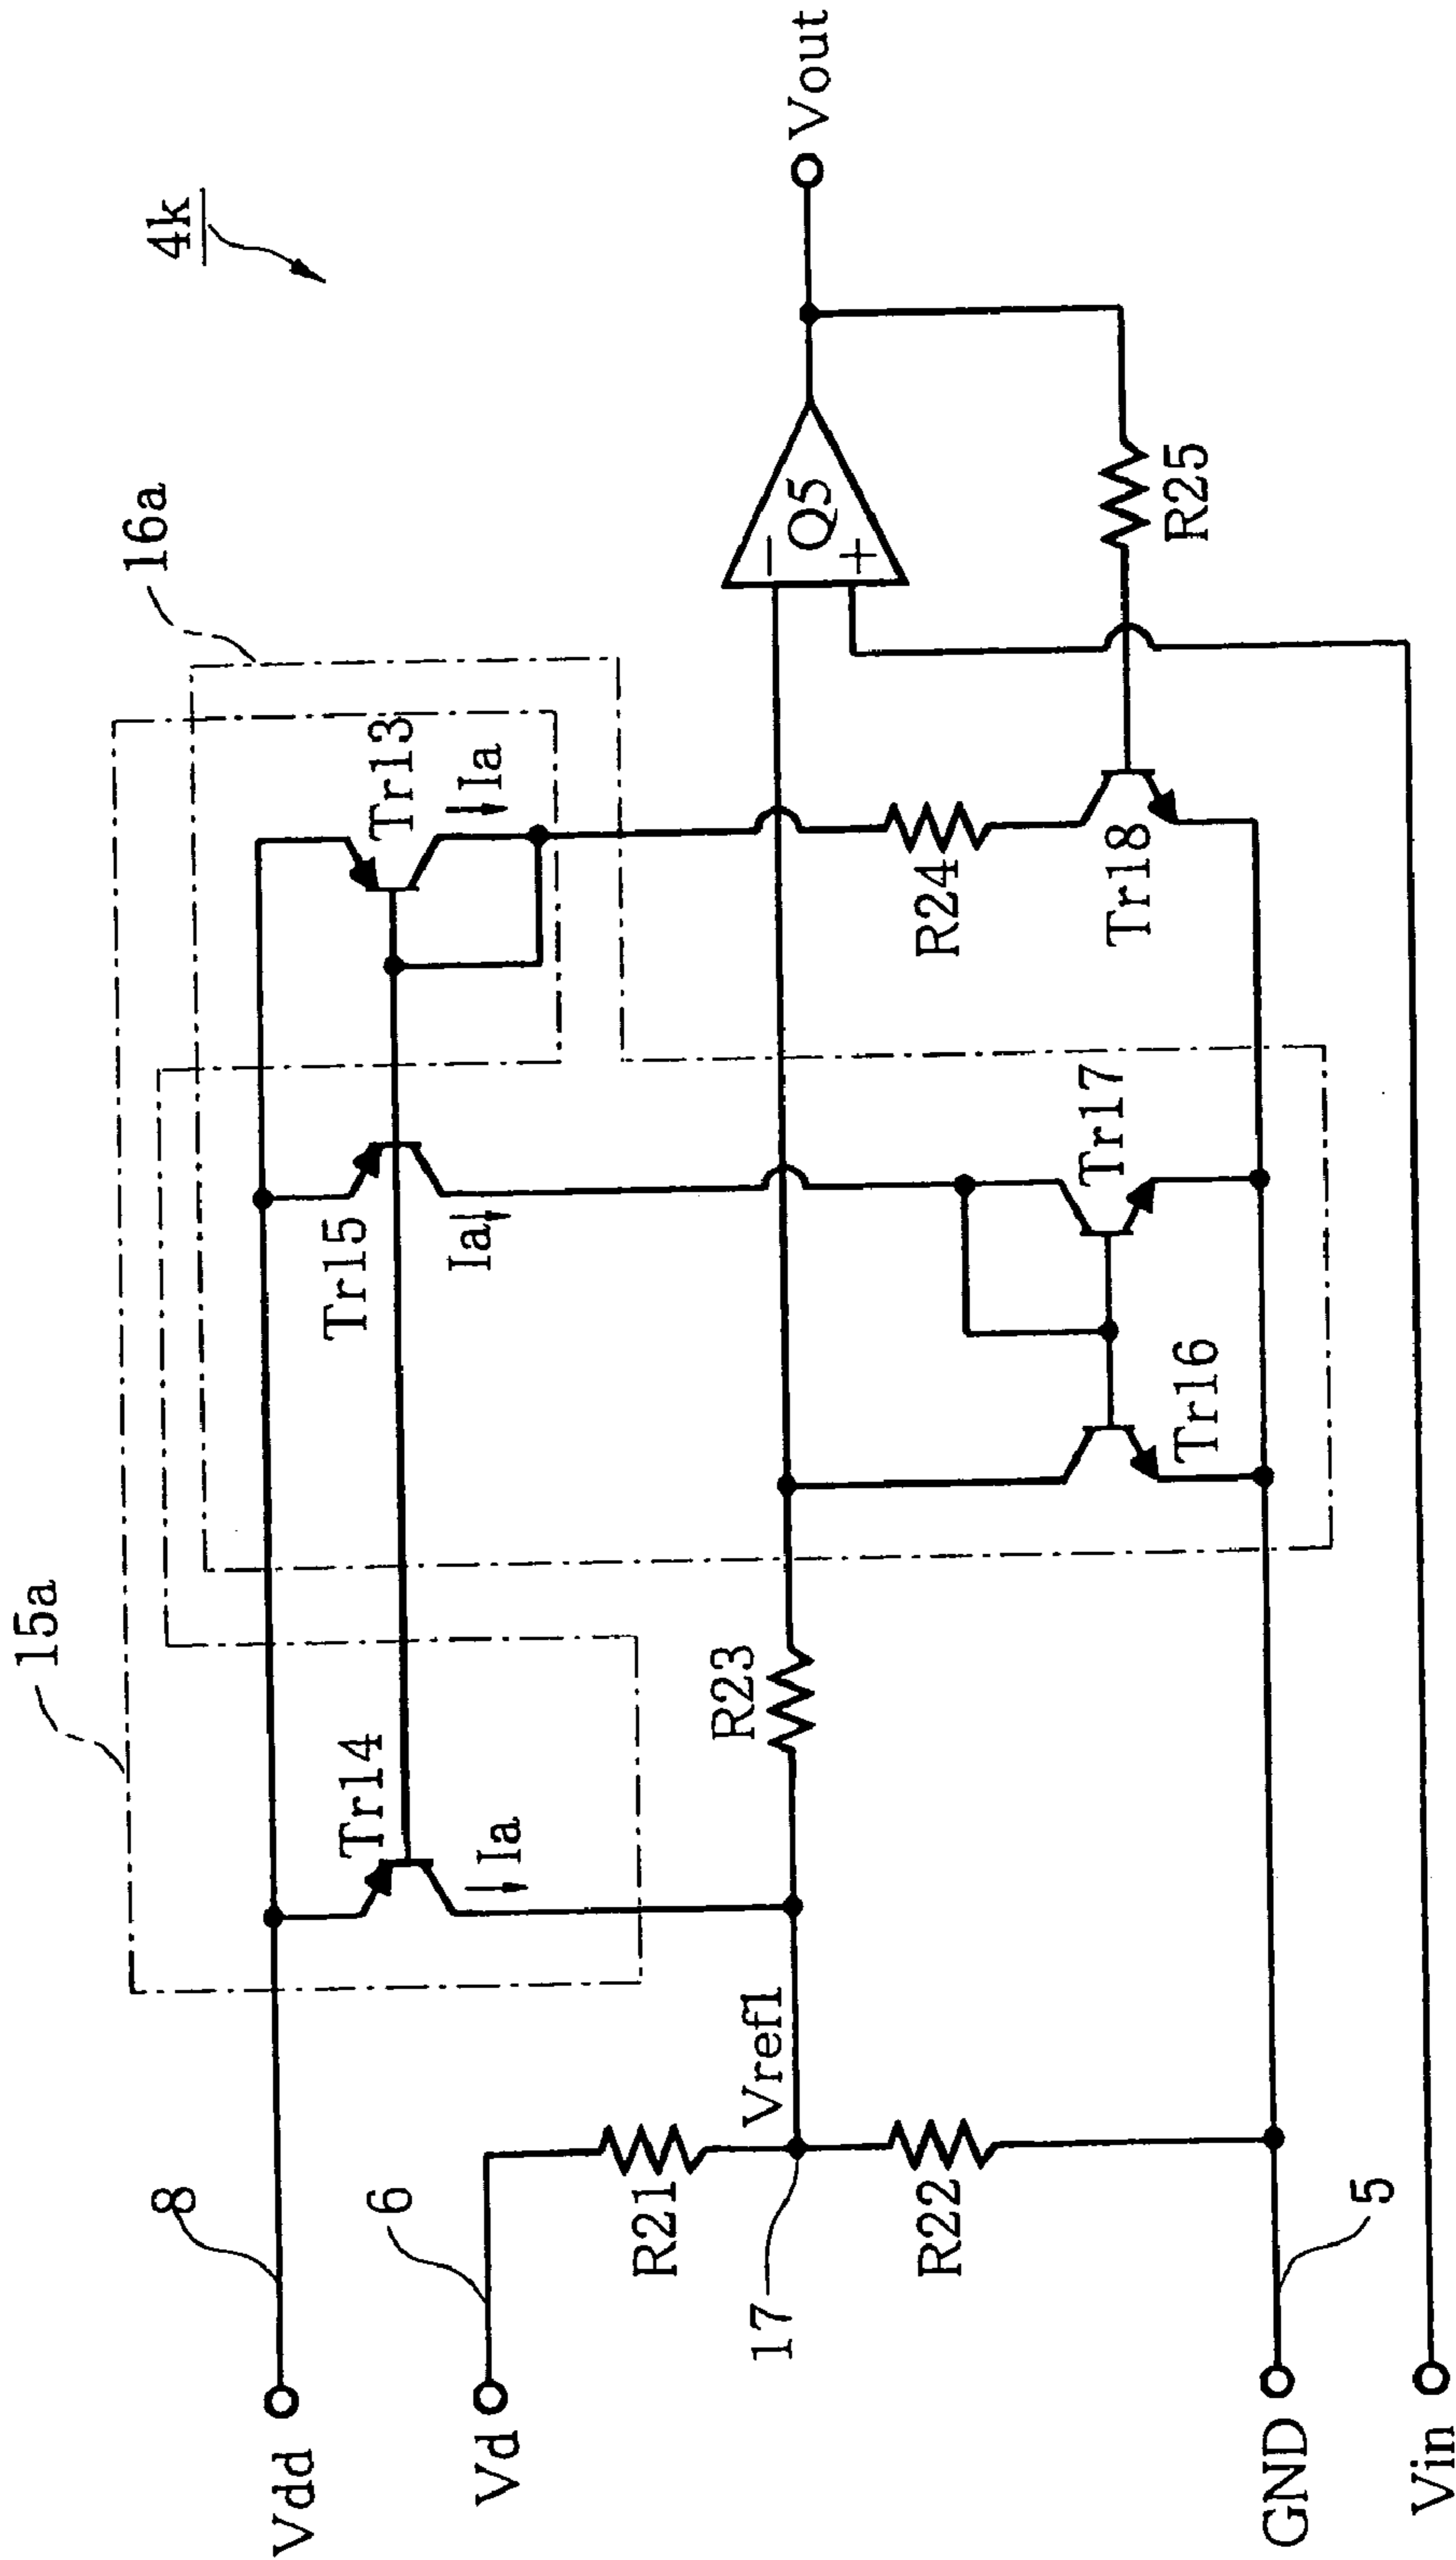 4k
15a
16a
Vdd
8
Tr14
Tr15
Tr13
Ia
Ia
Ia
Vd
6
R21
Vref1
17
R23
Q5
−
+
Vout
R22
R24
Tr16
Tr17
Tr18
R25
GND
5
Vin